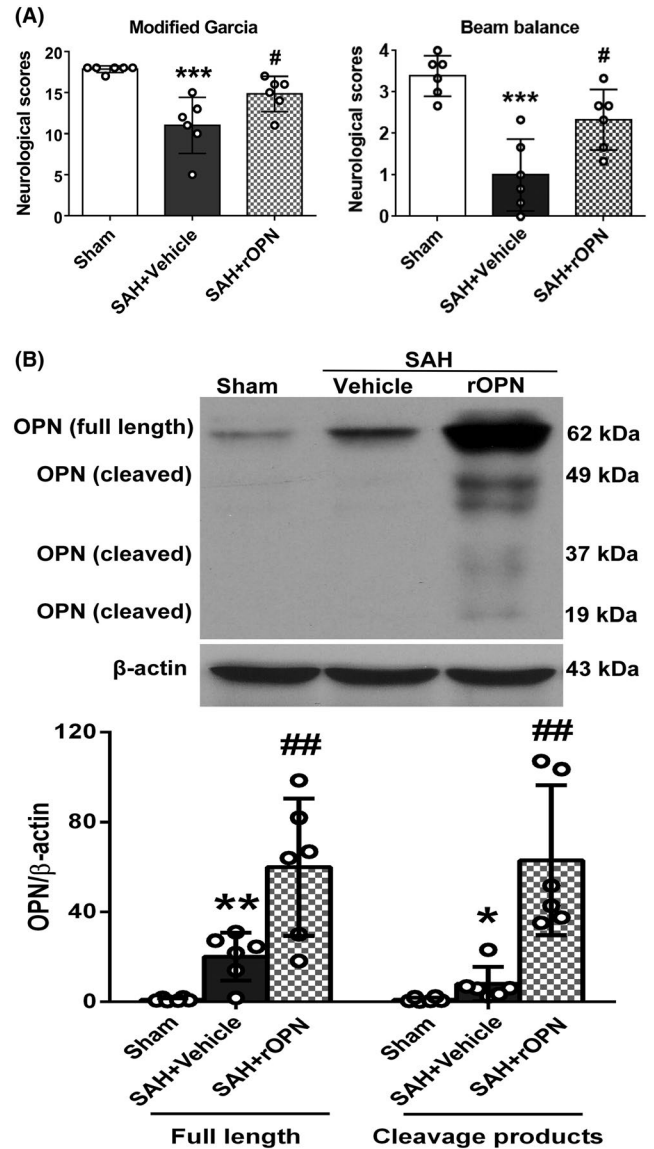 (A)
Modified Garcia
Neurological scores
20
15
10
5
0
***
#
Sham
SAH+Vehicle
SAH+rOPN
Beam balance
Neurological scores
4
3
2
1
0
***
#
Sham
SAH+Vehicle
SAH+rOPN
(B)
SAH
Sham Vehicle rOPN
OPN (full length) 62 kDa
OPN (cleaved) 49 kDa
OPN (cleaved) 37 kDa
OPN (cleaved) 19 kDa
β-actin 43 kDa
OPN/β-actin
120
80
40
0
**
##
*
##
Sham
SAH+Vehicle
SAH+rOPN
Sham
SAH+Vehicle
SAH+rOPN
Full length
Cleavage products